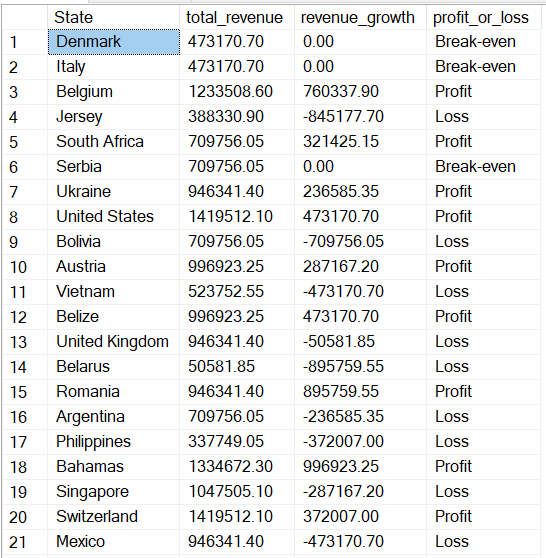 State total_revenue revenue_growth profit_or_loss
1 Denmark 473170.70 0.00 Break-even
2 Italy 473170.70 0.00 Break-even
3 Belgium 1233508.60 760337.90 Profit
4 Jersey 388330.90 -845177.70 Loss
5 South Africa 709756.05 321425.15 Profit
6 Serbia 709756.05 0.00 Break-even
7 Ukraine 946341.40 236585.35 Profit
8 United States 1419512.10 473170.70 Profit
9 Bolivia 709756.05 -709756.05 Loss
10 Austria 996923.25 287167.20 Profit
11 Vietnam 523752.55 -473170.70 Loss
12 Belize 996923.25 473170.70 Profit
13 United Kingdom 946341.40 -50581.85 Loss
14 Belarus 50581.85 -895759.55 Loss
15 Romania 946341.40 895759.55 Profit
16 Argentina 709756.05 -236585.35 Loss
17 Philippines 337749.05 -372007.00 Loss
18 Bahamas 1334672.30 996923.25 Profit
19 Singapore 1047505.10 -287167.20 Loss
20 Switzerland 1419512.10 372007.00 Profit
21 Mexico 946341.40 -473170.70 Loss